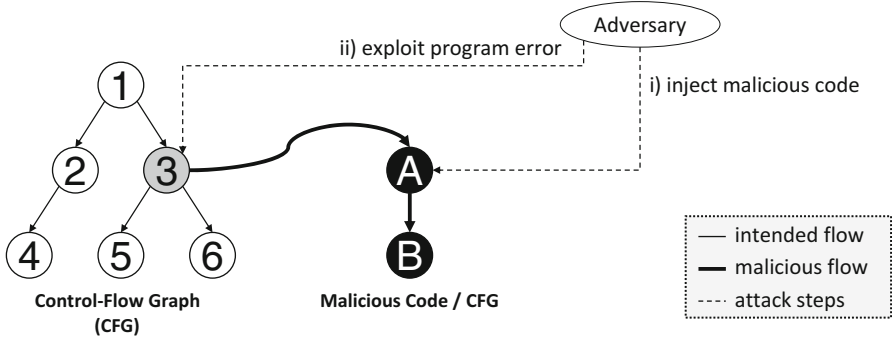 Adversary
ii) exploit program error
i) inject malicious code
1
2
3
A
4
5
6
B
intended flow
malicious flow
attack steps
Control-Flow Graph
(CFG)
Malicious Code / CFG